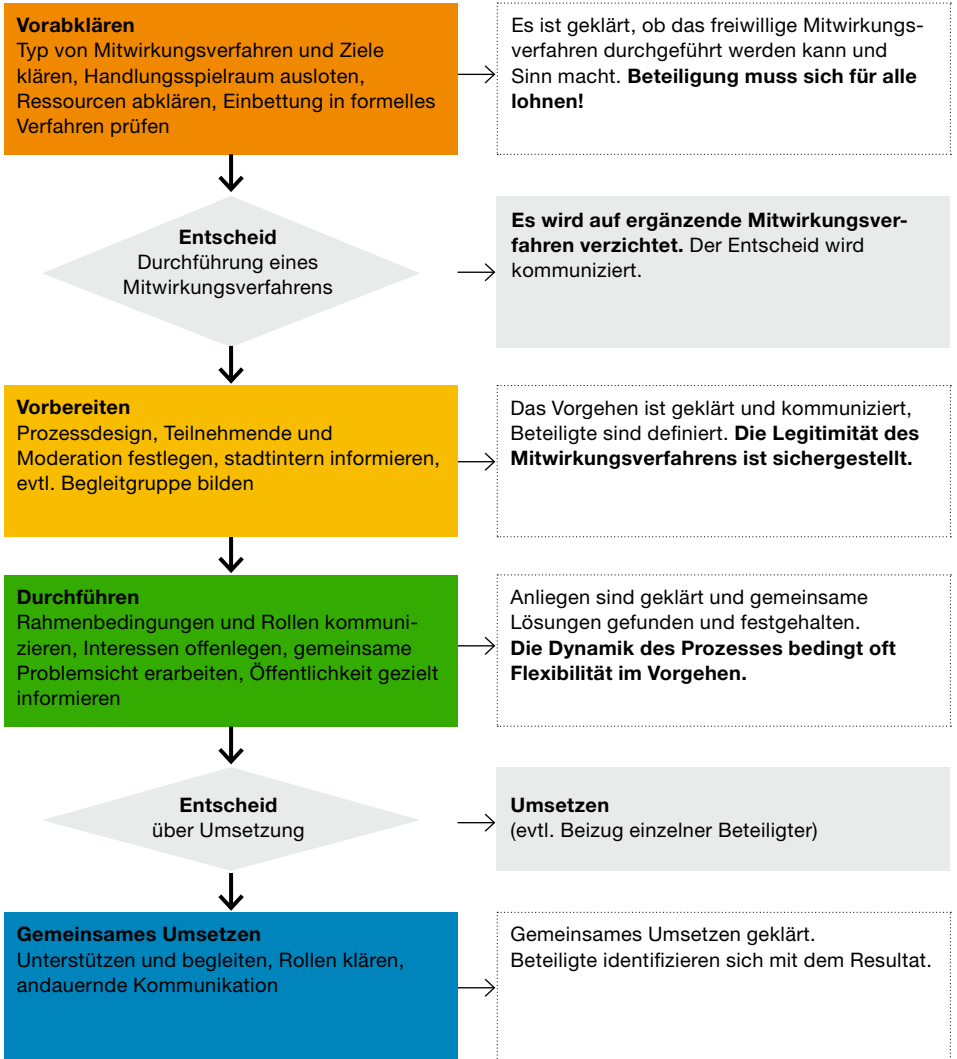 Vorabklären
Typ von Mitwirkungsverfahren und Ziele
klären, Handlungsspielraum ausloten,
Ressourcen abklären, Einbettung in formelles
Verfahren prüfen
Es ist geklärt, ob das freiwillige Mitwirkungs-
verfahren durchgeführt werden kann und
Sinn macht. Beteiligung muss sich für alle
lohnen!
Entscheid
Durchführung eines
Mitwirkungsverfahrens
Es wird auf ergänzende Mitwirkungsver-
fahren verzichtet. Der Entscheid wird
kommuniziert.
Vorbereiten
Prozessdesign, Teilnehmende und
Moderation festlegen, stadtintern informieren,
evtl. Begleitgruppe bilden
Das Vorgehen ist geklärt und kommuniziert,
Beteiligte sind definiert. Die Legitimität des
Mitwirkungsverfahrens ist sichergestellt.
Durchführen
Rahmenbedingungen und Rollen kommuni-
zieren, Interessen offenlegen, gemeinsame
Problemsicht erarbeiten, Öffentlichkeit gezielt
informieren
Anliegen sind geklärt und gemeinsame
Lösungen gefunden und festgehalten.
Die Dynamik des Prozesses bedingt oft
Flexibilität im Vorgehen.
Entscheid
über Umsetzung
Umsetzen
(evtl. Beizug einzelner Beteiligter)
Gemeinsames Umsetzen
Unterstützen und begleiten, Rollen klären,
andauernde Kommunikation
Gemeinsames Umsetzen geklärt.
Beteiligte identifizieren sich mit dem Resultat.